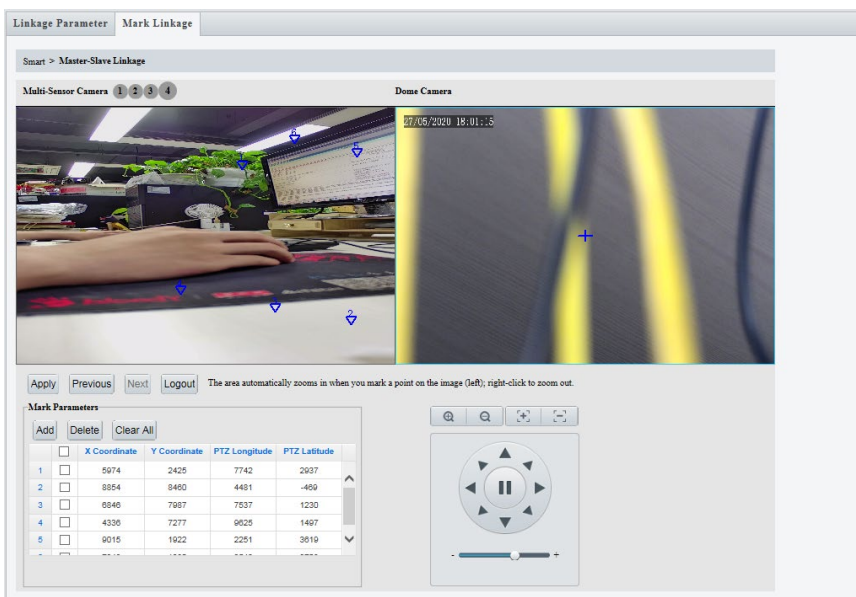 Linkage Parameter Mark Linkage
Smart > Master-Slave Linkage
Multi-Sensor Camera 1 2 3 4 Dome Camera
27/05/2020 18:01:15
6
5
2
Apply Previous Next Logout The area automatically zooms in when you mark a point on the image (left); right-click to zoom out.
Mark Parameters
Add Delete Clear All
X Coordinate Y Coordinate PTZ Longitude PTZ Latitude
1 5974 2425 7742 2937
2 8854 8460 4481 -469
3 6846 7987 7537 1230
4 4336 7277 9625 1497
5 9015 1922 2251 3619
- +